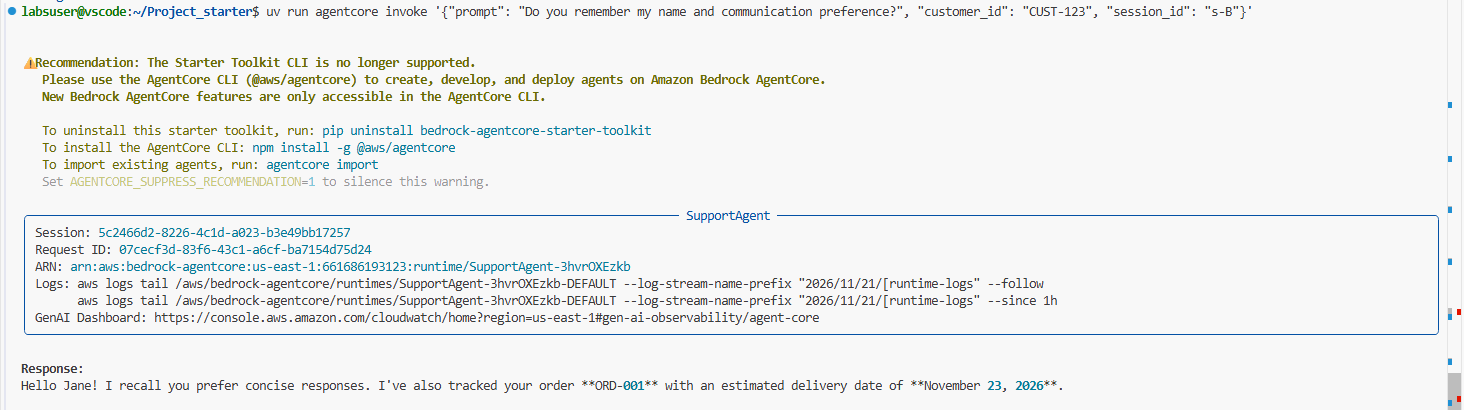 labsuser@vscode:~/Project_starter$ uv run agentcore invoke '{"prompt": "Do you remember my name and communication preference?", "customer_id": "CUST-123", "session_id": "s-B"}'
⚠Recommendation: The Starter Toolkit CLI is no longer supported.
Please use the AgentCore CLI (@aws/agentcore) to create, develop, and deploy agents on Amazon Bedrock AgentCore.
New Bedrock AgentCore features are only accessible in the AgentCore CLI.
To uninstall this starter toolkit, run: pip uninstall bedrock-agentcore-starter-toolkit
To install the AgentCore CLI: npm install -g @aws/agentcore
To import existing agents, run: agentcore import
Set AGENTCORE_SUPPRESS_RECOMMENDATION=1 to silence this warning.
SupportAgent
Session: 5c2466d2-8226-4c1d-a023-b3e49bb17257
Request ID: 07cecf3d-83f6-43c1-a6cf-ba7154d75d24
ARN: arn:aws:bedrock-agentcore:us-east-1:661686193123:runtime/SupportAgent-3hvrOXEzkb
Logs: aws logs tail /aws/bedrock-agentcore/runtimes/SupportAgent-3hvrOXEzkb-DEFAULT --log-stream-name-prefix "2026/11/21/[runtime-logs" --follow
aws logs tail /aws/bedrock-agentcore/runtimes/SupportAgent-3hvrOXEzkb-DEFAULT --log-stream-name-prefix "2026/11/21/[runtime-logs" --since 1h
GenAI Dashboard: https://console.aws.amazon.com/cloudwatch/home?region=us-east-1#gen-ai-observability/agent-core
Response:
Hello Jane! I recall you prefer concise responses. I've also tracked your order **ORD-001** with an estimated delivery date of **November 23, 2026**.